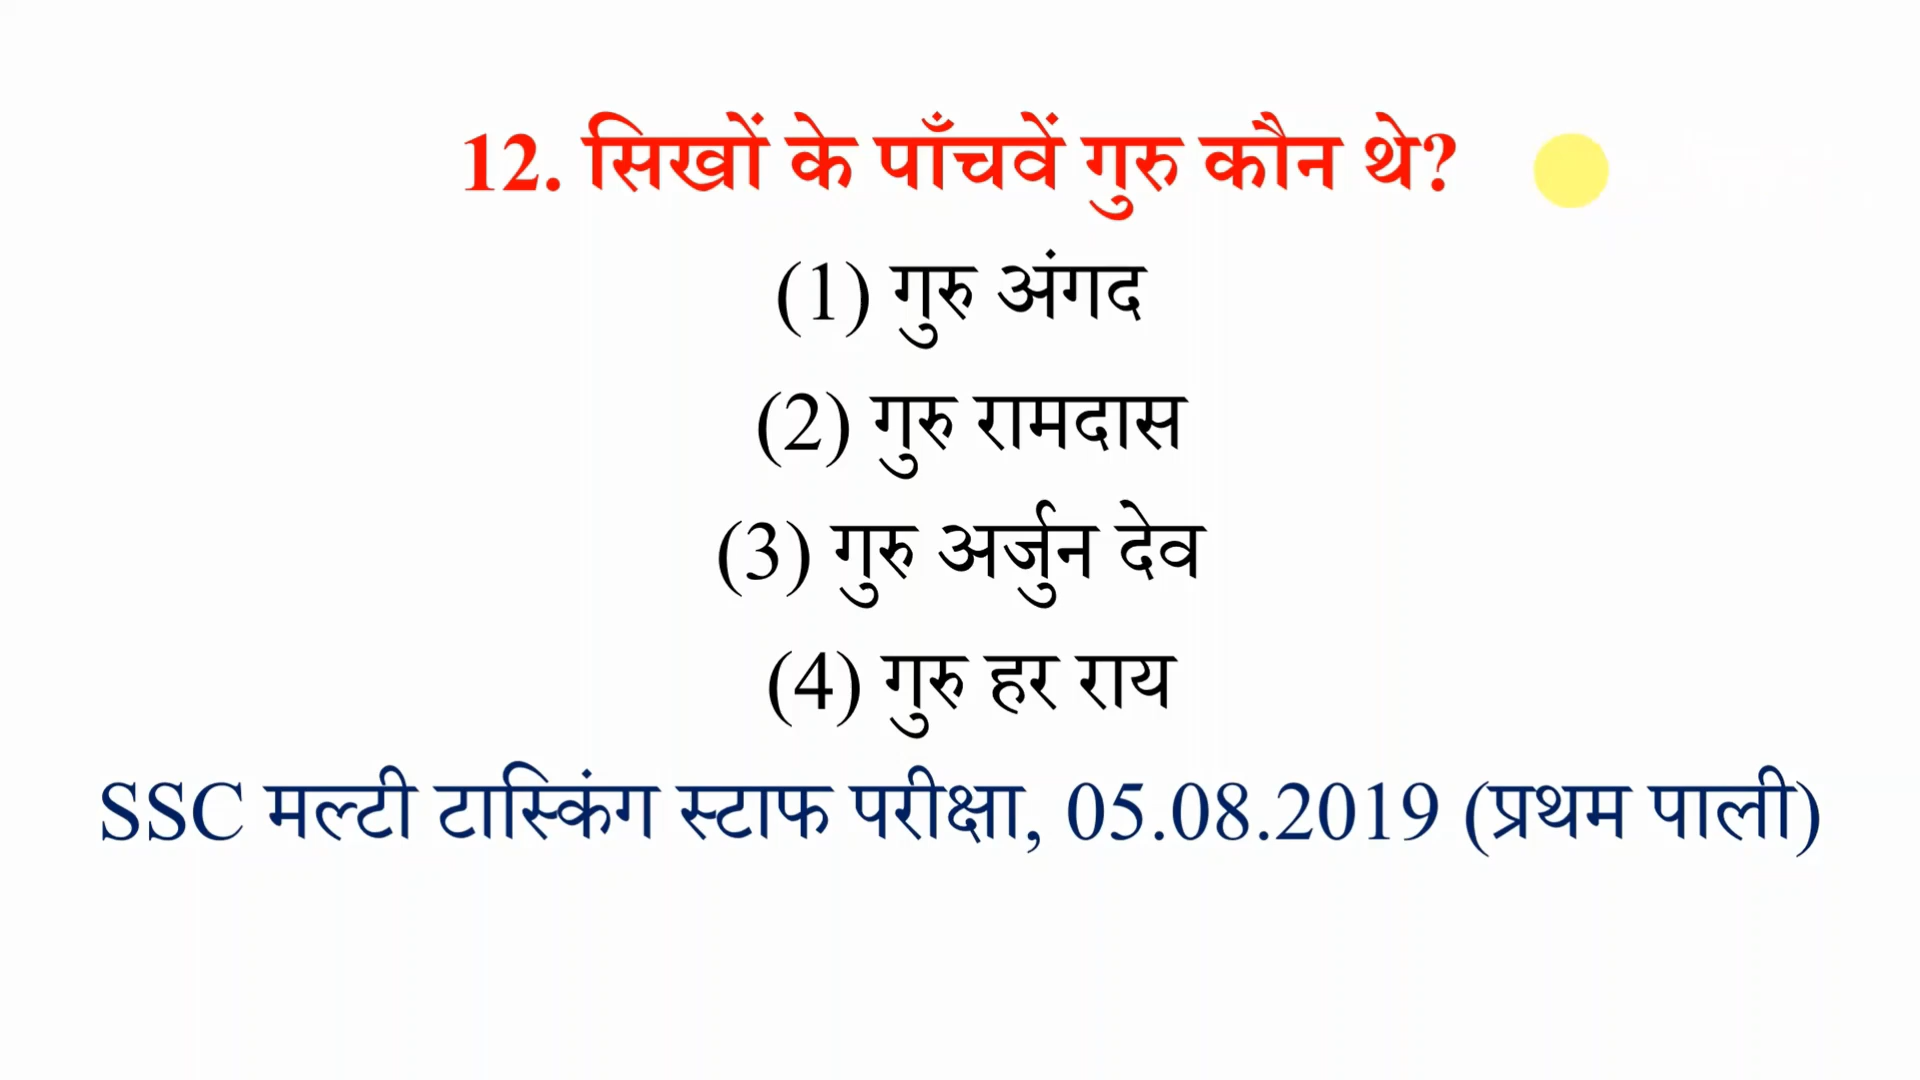 12. सिखों के पाँचवें गुरु कौन थे?
(1) गुरु अंगद
(2) गुरु रामदास
(3) गुरु अर्जुन देव
(4) गुरु हर राय
SSC मल्टी टास्किंग स्टाफ परीक्षा, 05.08.2019 (प्रथम पाली)